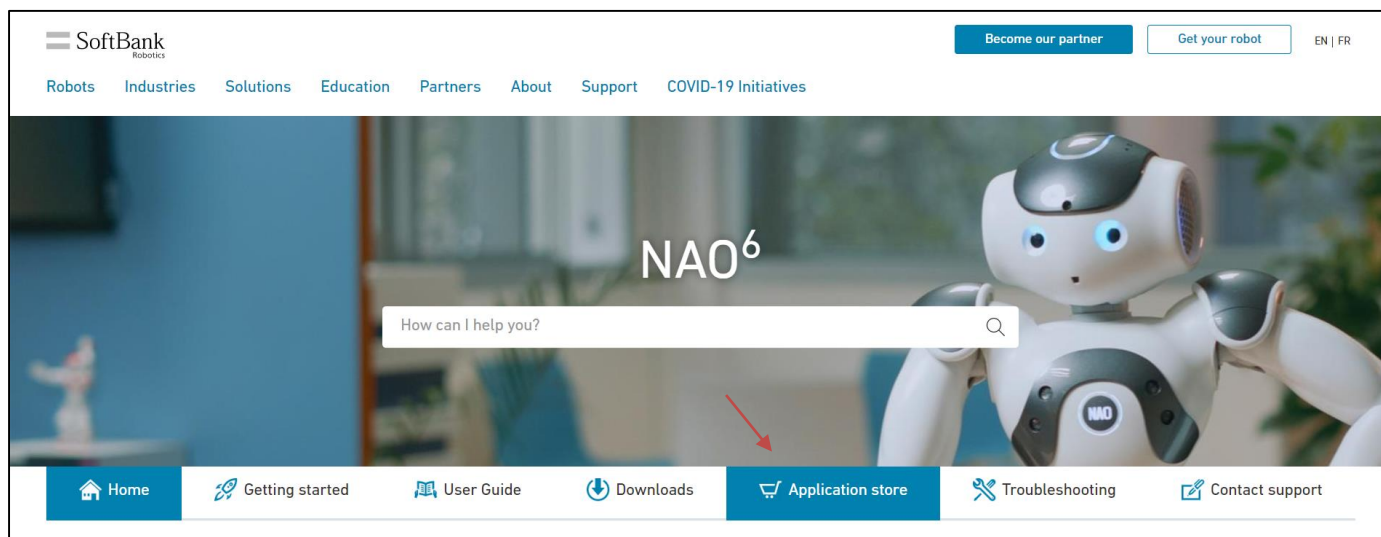 SoftBank
Robotics
Become our partner
Get your robot
EN | FR
Robots Industries Solutions Education Partners About Support COVID-19 Initiatives
NAO⁶
How can I help you?
NAO
Home Getting started User Guide Downloads Application store Troubleshooting Contact support